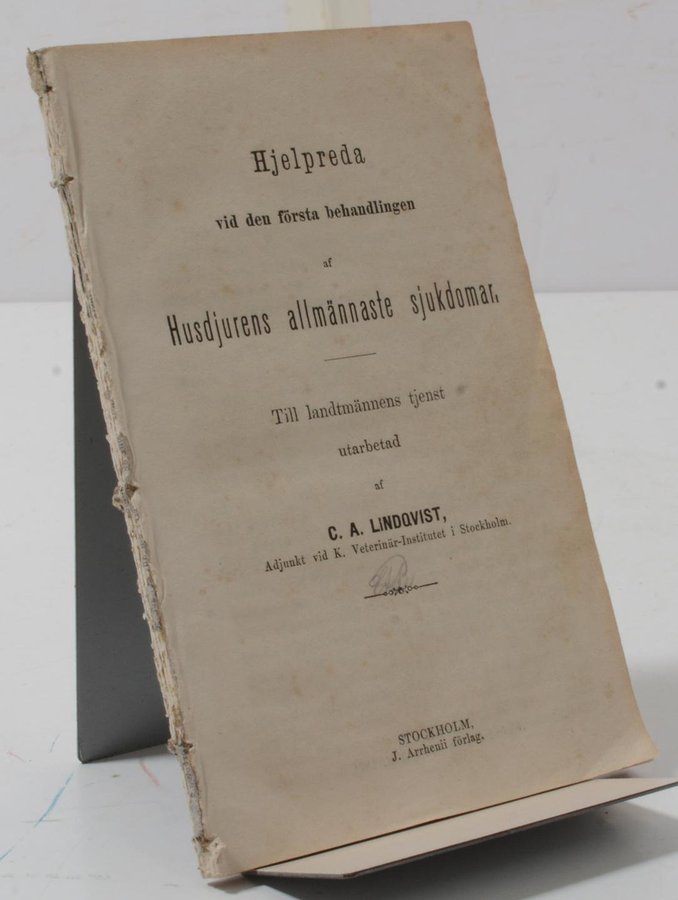 Hjelpreda
vid den första behandlingen
af
Husdjurens allmännaste sjukdomar.
Till landtmännens tjenst
utarbetad
af
C. A. LINDQVIST,
Adjunkt vid K. Veterinär-Institutet i Stockholm.
STOCKHOLM,
J. Arrhenii förlag.